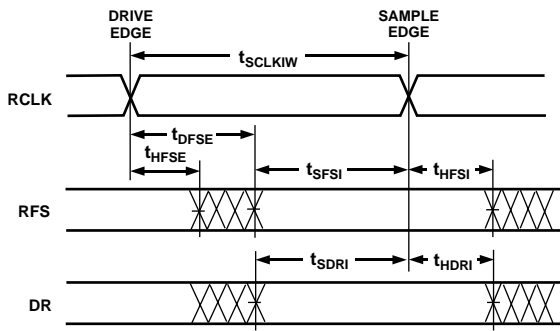 DRIVE
EDGE
SAMPLE
EDGE
tSCLKIW
RCLK
tDFSE
tHFSE
tSFSI
tHFSI
RFS
tSDRI
tHDRI
DR